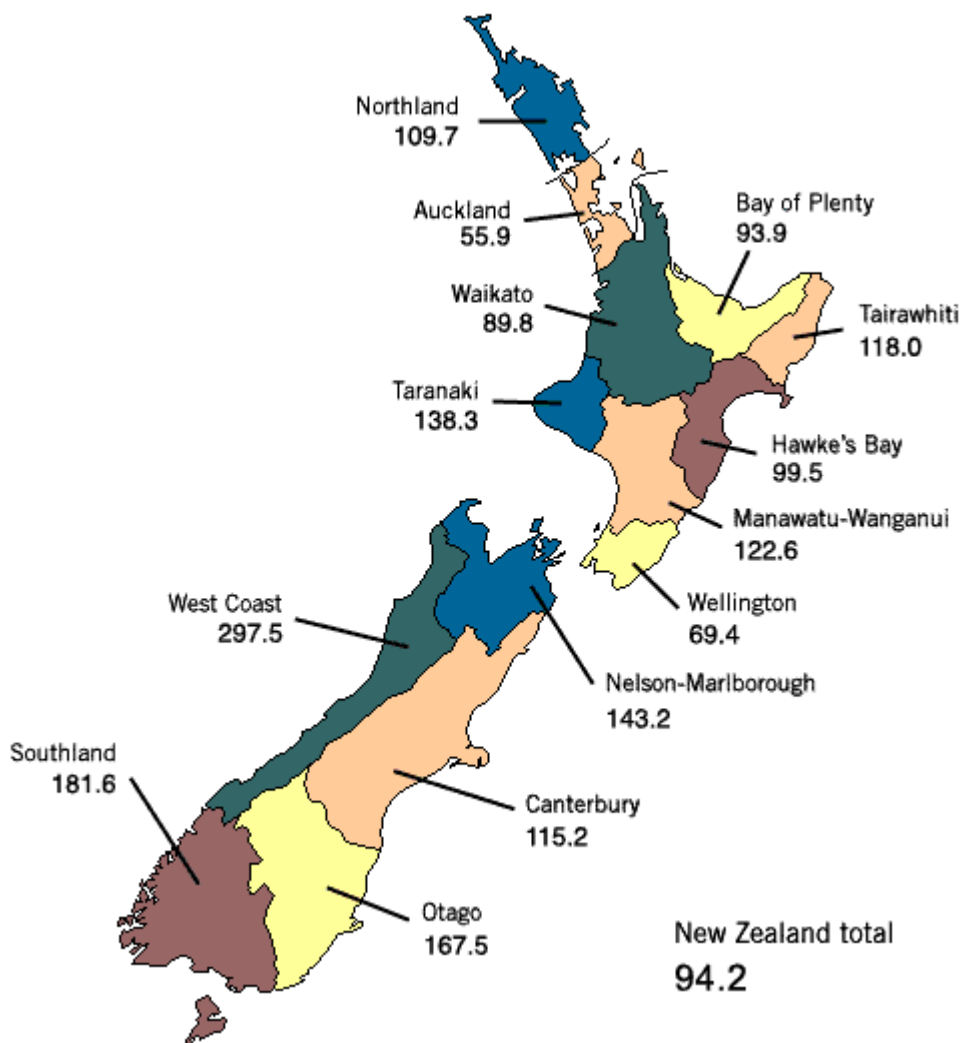 Northland
109.7
Auckland
55.9
Bay of Plenty
93.9
Waikato
89.8
Tairawhiti
118.0
Taranaki
138.3
Hawke's Bay
99.5
Manawatu-Wanganui
122.6
West Coast
297.5
Wellington
69.4
Nelson-Marlborough
143.2
Southland
181.6
Canterbury
115.2
Otago
167.5
New Zealand total
94.2